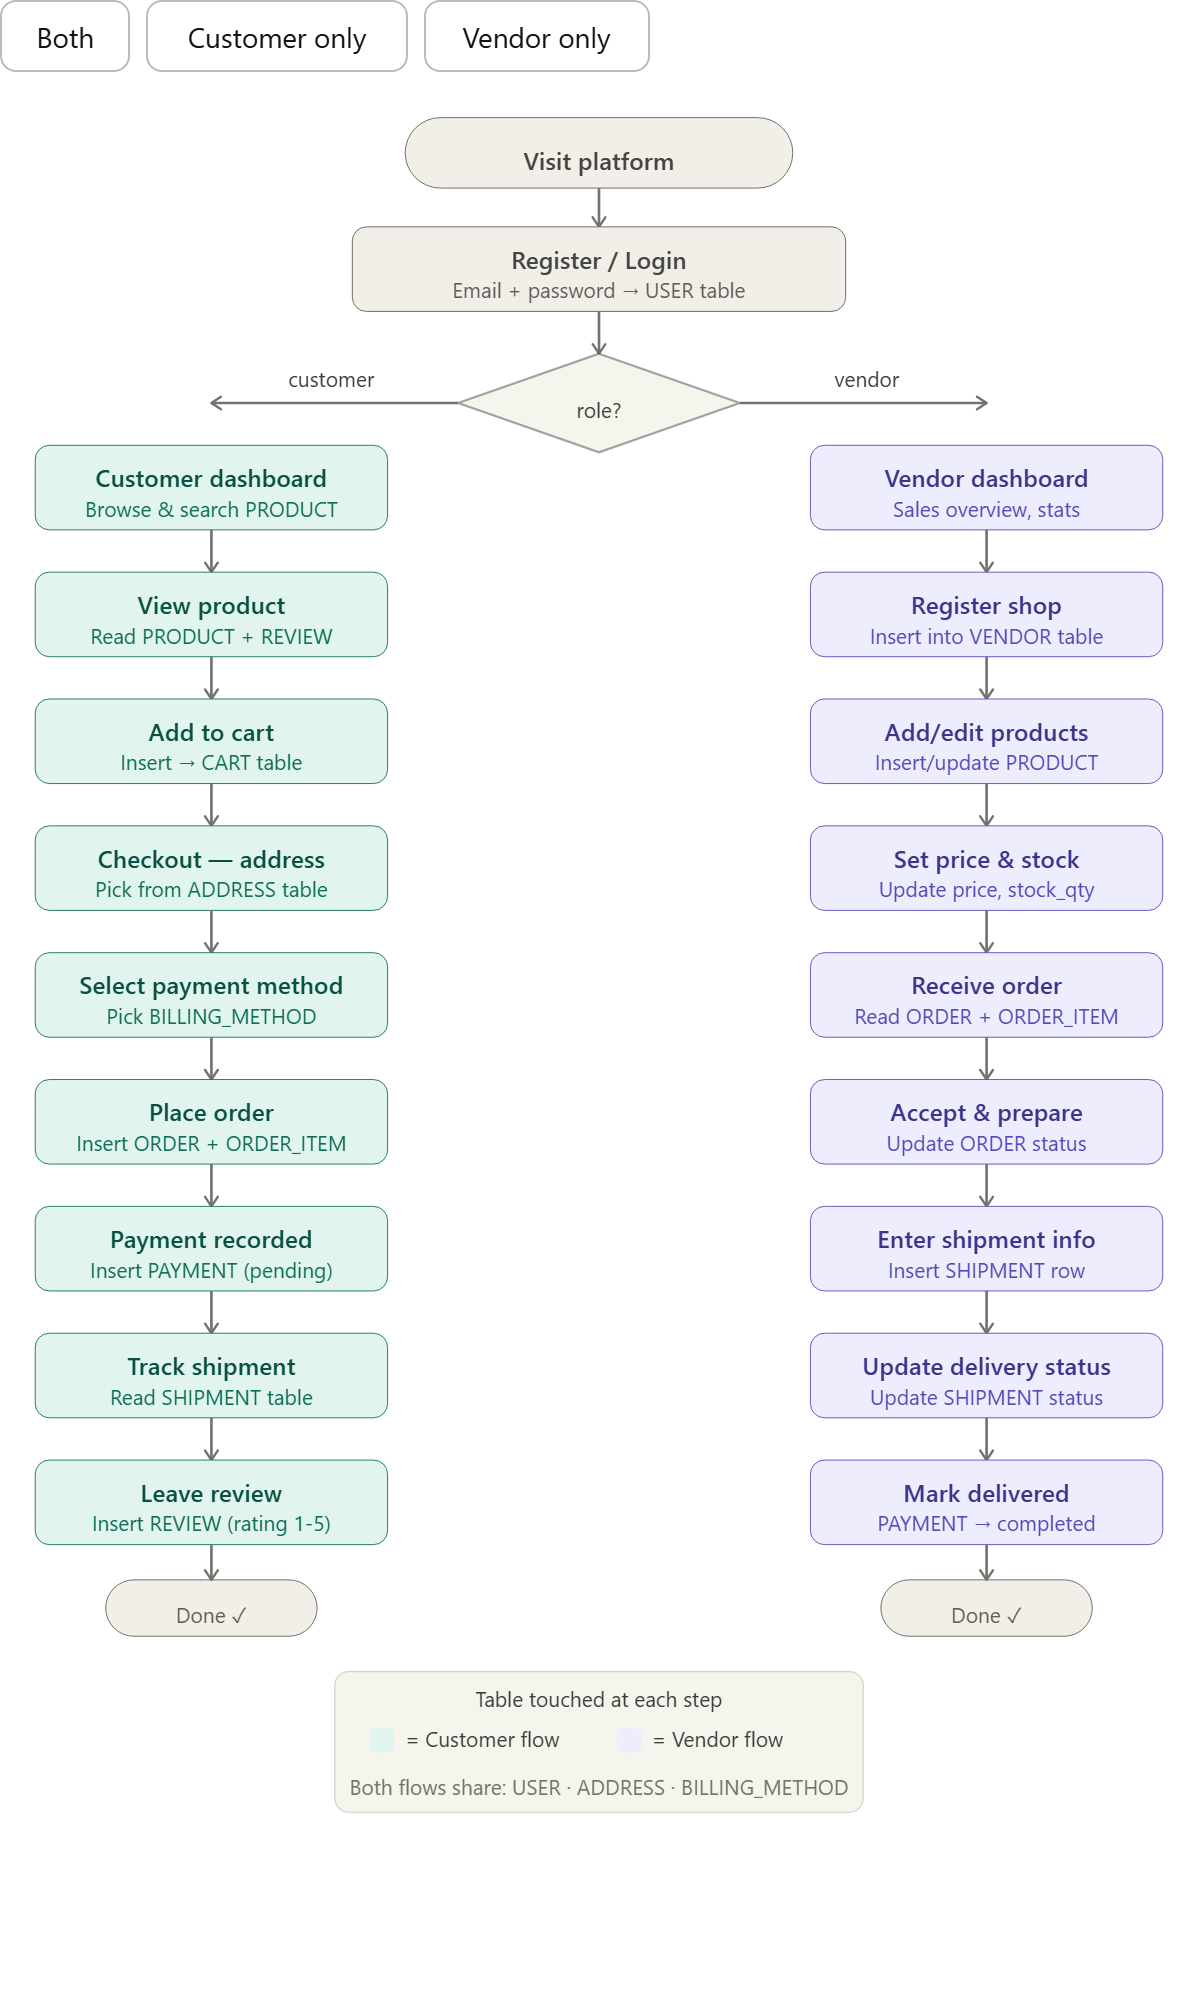 Both
Customer only
Vendor only
Visit platform
Register / Login
Email + password → USER table
role?
customer
vendor
Customer dashboard
Browse & search PRODUCT
View product
Read PRODUCT + REVIEW
Add to cart
Insert → CART table
Checkout — address
Pick from ADDRESS table
Select payment method
Pick BILLING_METHOD
Place order
Insert ORDER + ORDER_ITEM
Payment recorded
Insert PAYMENT (pending)
Track shipment
Read SHIPMENT table
Leave review
Insert REVIEW (rating 1-5)
Done ✓
Vendor dashboard
Sales overview, stats
Register shop
Insert into VENDOR table
Add/edit products
Insert/update PRODUCT
Set price & stock
Update price, stock_qty
Receive order
Read ORDER + ORDER_ITEM
Accept & prepare
Update ORDER status
Enter shipment info
Insert SHIPMENT row
Update delivery status
Update SHIPMENT status
Mark delivered
PAYMENT → completed
Done ✓
Table touched at each step
= Customer flow
= Vendor flow
Both flows share: USER · ADDRESS · BILLING_METHOD